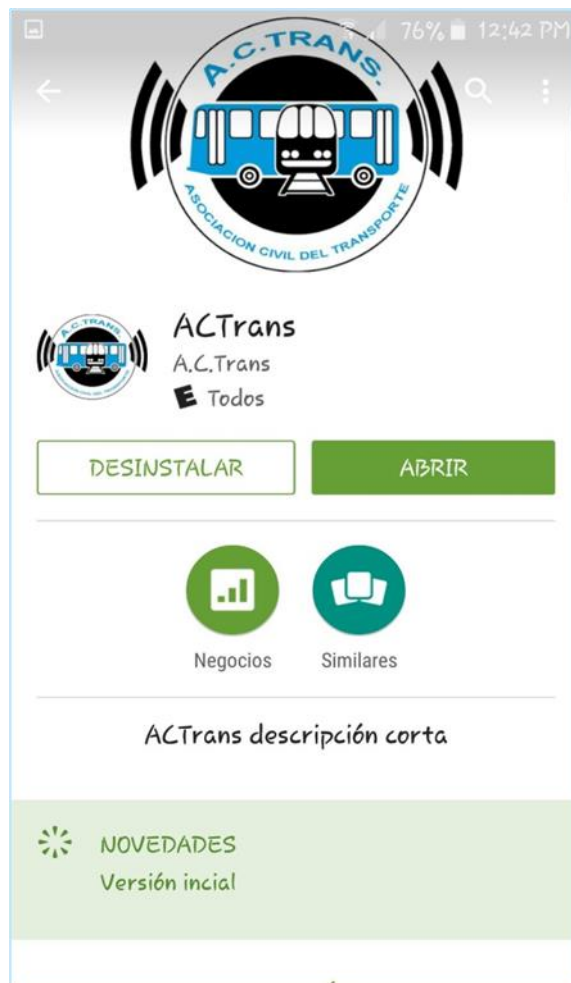 76% 12:42 PM
A.C.TRANS.
ASOCIACION CIVIL DEL TRANSPORTE
ACTrans
A.C.Trans
E Todos
DESINSTALAR
ABRIR
Negocios
Similares
ACTrans descripción corta
NOVEDADES
Versión incial